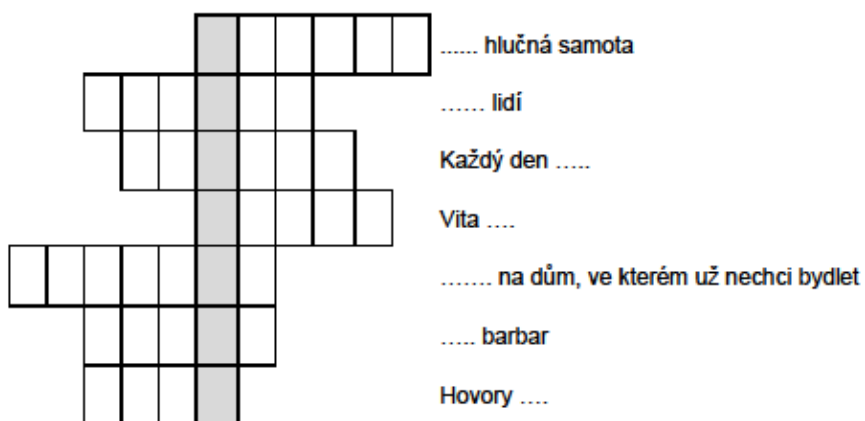 ...... hlučná samota
...... lidí
Každý den .....
Vita ....
....... na dům, ve kterém už nechci bydlet
..... barbar
Hovory ....